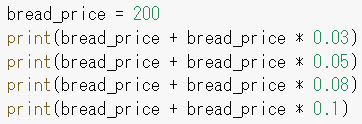 bread_price = 200
print(bread_price + bread_price * 0.03)
print(bread_price + bread_price * 0.05)
print(bread_price + bread_price * 0.08)
print(bread_price + bread_price * 0.1)